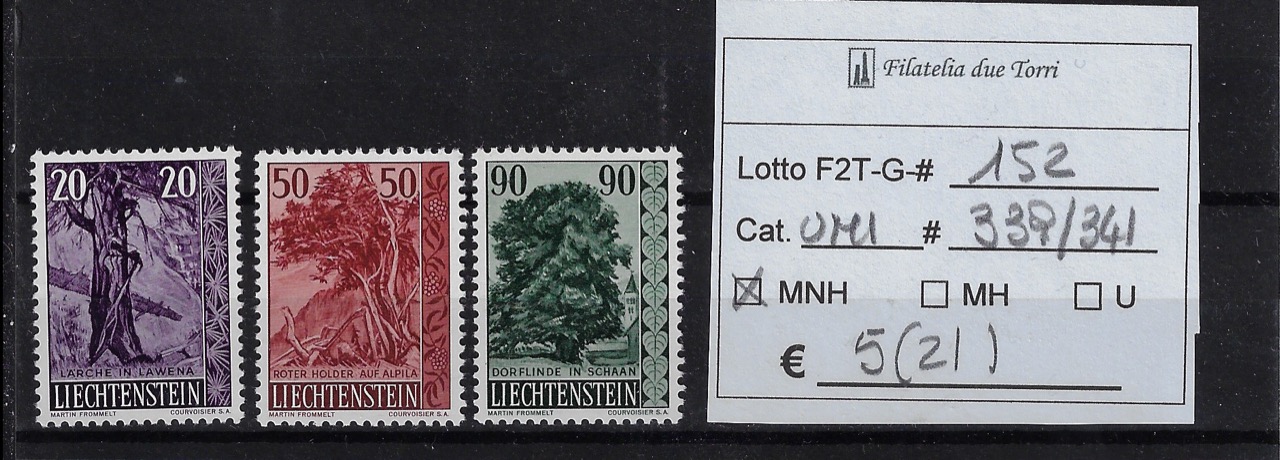 20 20
LÄRCHE IN LAWENA
LIECHTENSTEIN
MARTIN FROMMELT COURVOISIER S.A.
50 50
ROTER HOLDER AUF ALPILA
LIECHTENSTEIN
MARTIN FROMMELT COURVOISIER S.A.
90 90
DORFLINDE IN SCHAAN
LIECHTENSTEIN
MARTIN FROMMELT COURVOISIER S.A.
Filatelia due Torri
Lotto F2T-G-# 152
Cat. UNI # 339/341
MNH MH U
€ 5(21)